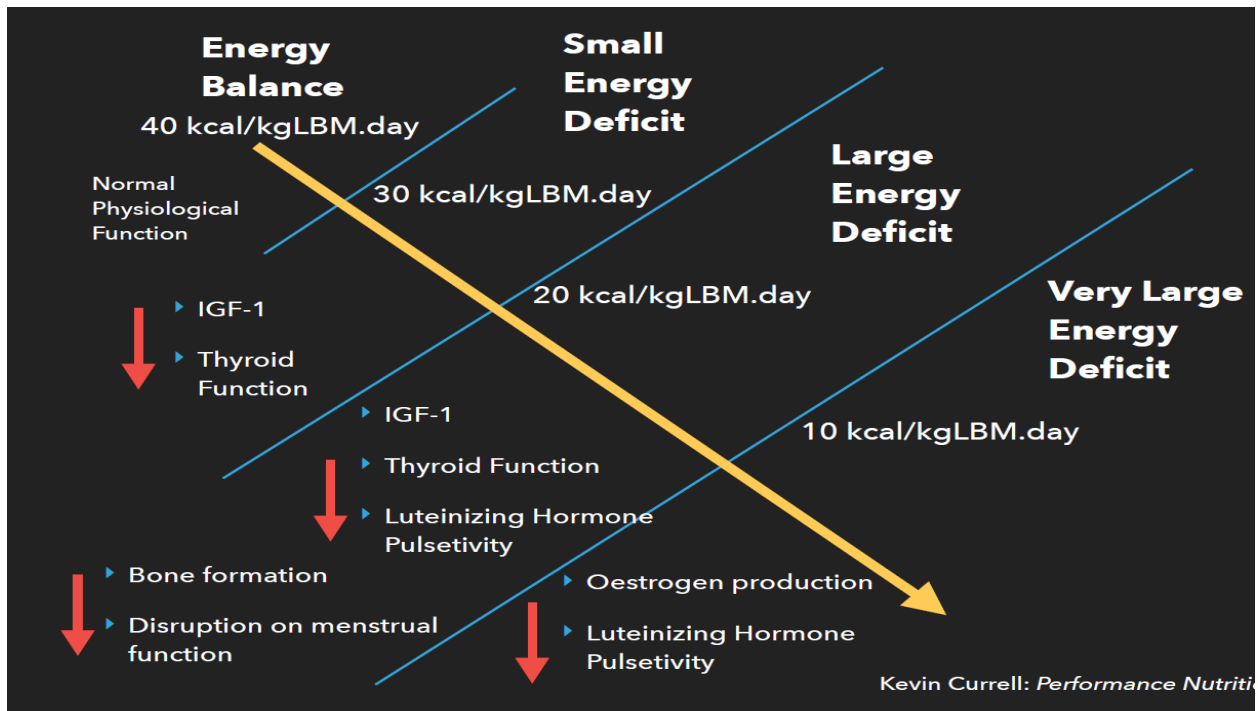 Energy
Balance
40 kcal/kgLBM.day
Small
Energy
Deficit
30 kcal/kgLBM.day
Large
Energy
Deficit
20 kcal/kgLBM.day
Very Large
Energy
Deficit
10 kcal/kgLBM.day
Normal
Physiological
Function
IGF-1
Thyroid
Function
IGF-1
Thyroid Function
Luteinizing Hormone
Pulsetivity
Bone formation
Disruption on menstrual
function
Oestrogen production
Luteinizing Hormone
Pulsetivity
Kevin Currell: Performance Nutritio